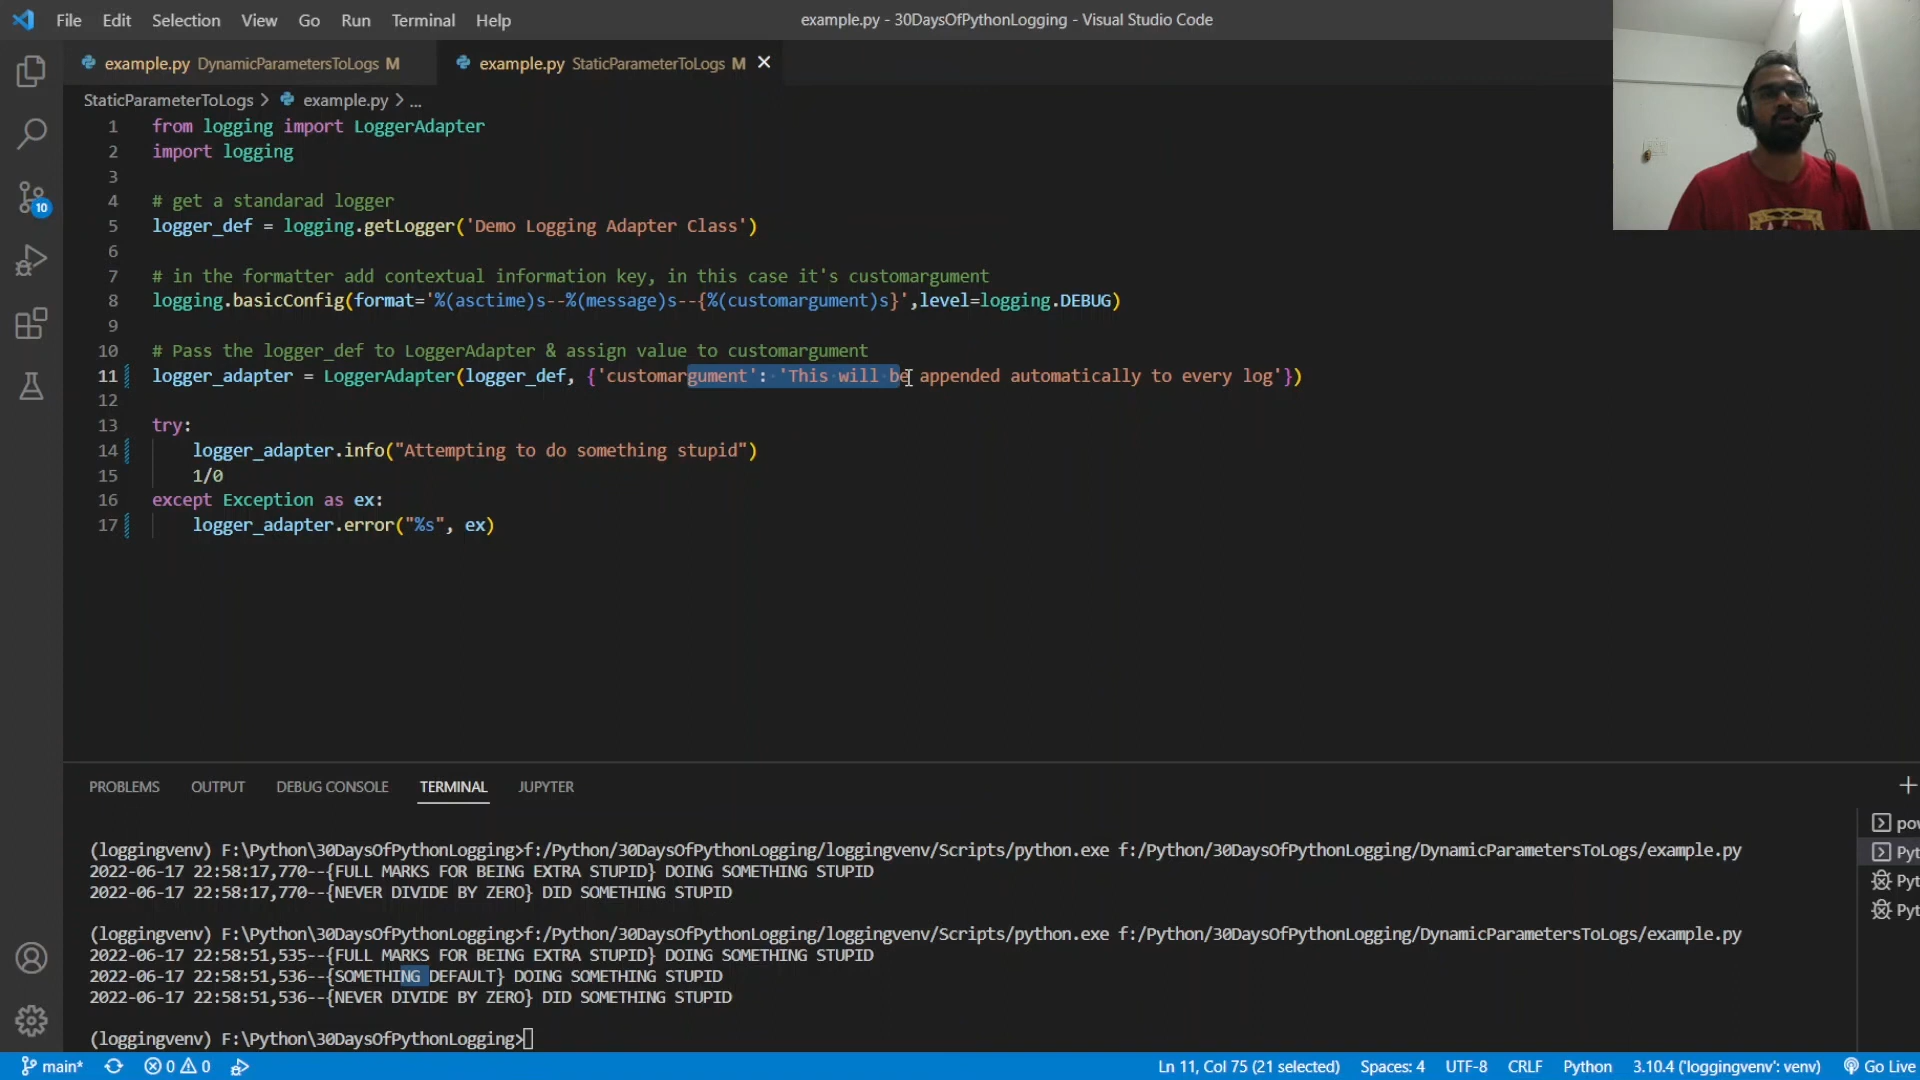 File Edit Selection View Go Run Terminal Help
example.py - 30DaysOfPythonLogging - Visual Studio Code
example.py DynamicParametersToLogs M
example.py StaticParameterToLogs M
StaticParameterToLogs > example.py > ...
1 from logging import LoggerAdapter
2 import logging
3
4 # get a standarad logger
5 logger_def = logging.getLogger('Demo Logging Adapter Class')
6
7 # in the formatter add contextual information key, in this case it's customargument
8 logging.basicConfig(format='%(asctime)s--%(message)s--{%(customargument)s}',level=logging.DEBUG)
9
10 # Pass the logger_def to LoggerAdapter & assign value to customargument
11 logger_adapter = LoggerAdapter(logger_def, {'customargument': 'This will be appended automatically to every log'})
12
13 try:
14 logger_adapter.info("Attempting to do something stupid")
15 1/0
16 except Exception as ex:
17 logger_adapter.error("%s", ex)
10
PROBLEMS OUTPUT DEBUG CONSOLE TERMINAL JUPYTER
(loggingvenv) F:\Python\30DaysOfPythonLogging>f:/Python/30DaysOfPythonLogging/loggingvenv/Scripts/python.exe f:/Python/30DaysOfPythonLogging/DynamicParametersToLogs/example.py
2022-06-17 22:58:17,770--{FULL MARKS FOR BEING EXTRA STUPID} DOING SOMETHING STUPID
2022-06-17 22:58:17,770--{NEVER DIVIDE BY ZERO} DID SOMETHING STUPID
(loggingvenv) F:\Python\30DaysOfPythonLogging>f:/Python/30DaysOfPythonLogging/loggingvenv/Scripts/python.exe f:/Python/30DaysOfPythonLogging/DynamicParametersToLogs/example.py
2022-06-17 22:58:51,535--{FULL MARKS FOR BEING EXTRA STUPID} DOING SOMETHING STUPID
2022-06-17 22:58:51,536--{SOMETHING DEFAULT} DOING SOMETHING STUPID
2022-06-17 22:58:51,536--{NEVER DIVIDE BY ZERO} DID SOMETHING STUPID
(loggingvenv) F:\Python\30DaysOfPythonLogging>
pow
Pyt
Pyt
Pyt
main* 0 0 Ln 11, Col 75 (21 selected) Spaces: 4 UTF-8 CRLF Python 3.10.4 ('loggingvenv': venv) Go Live